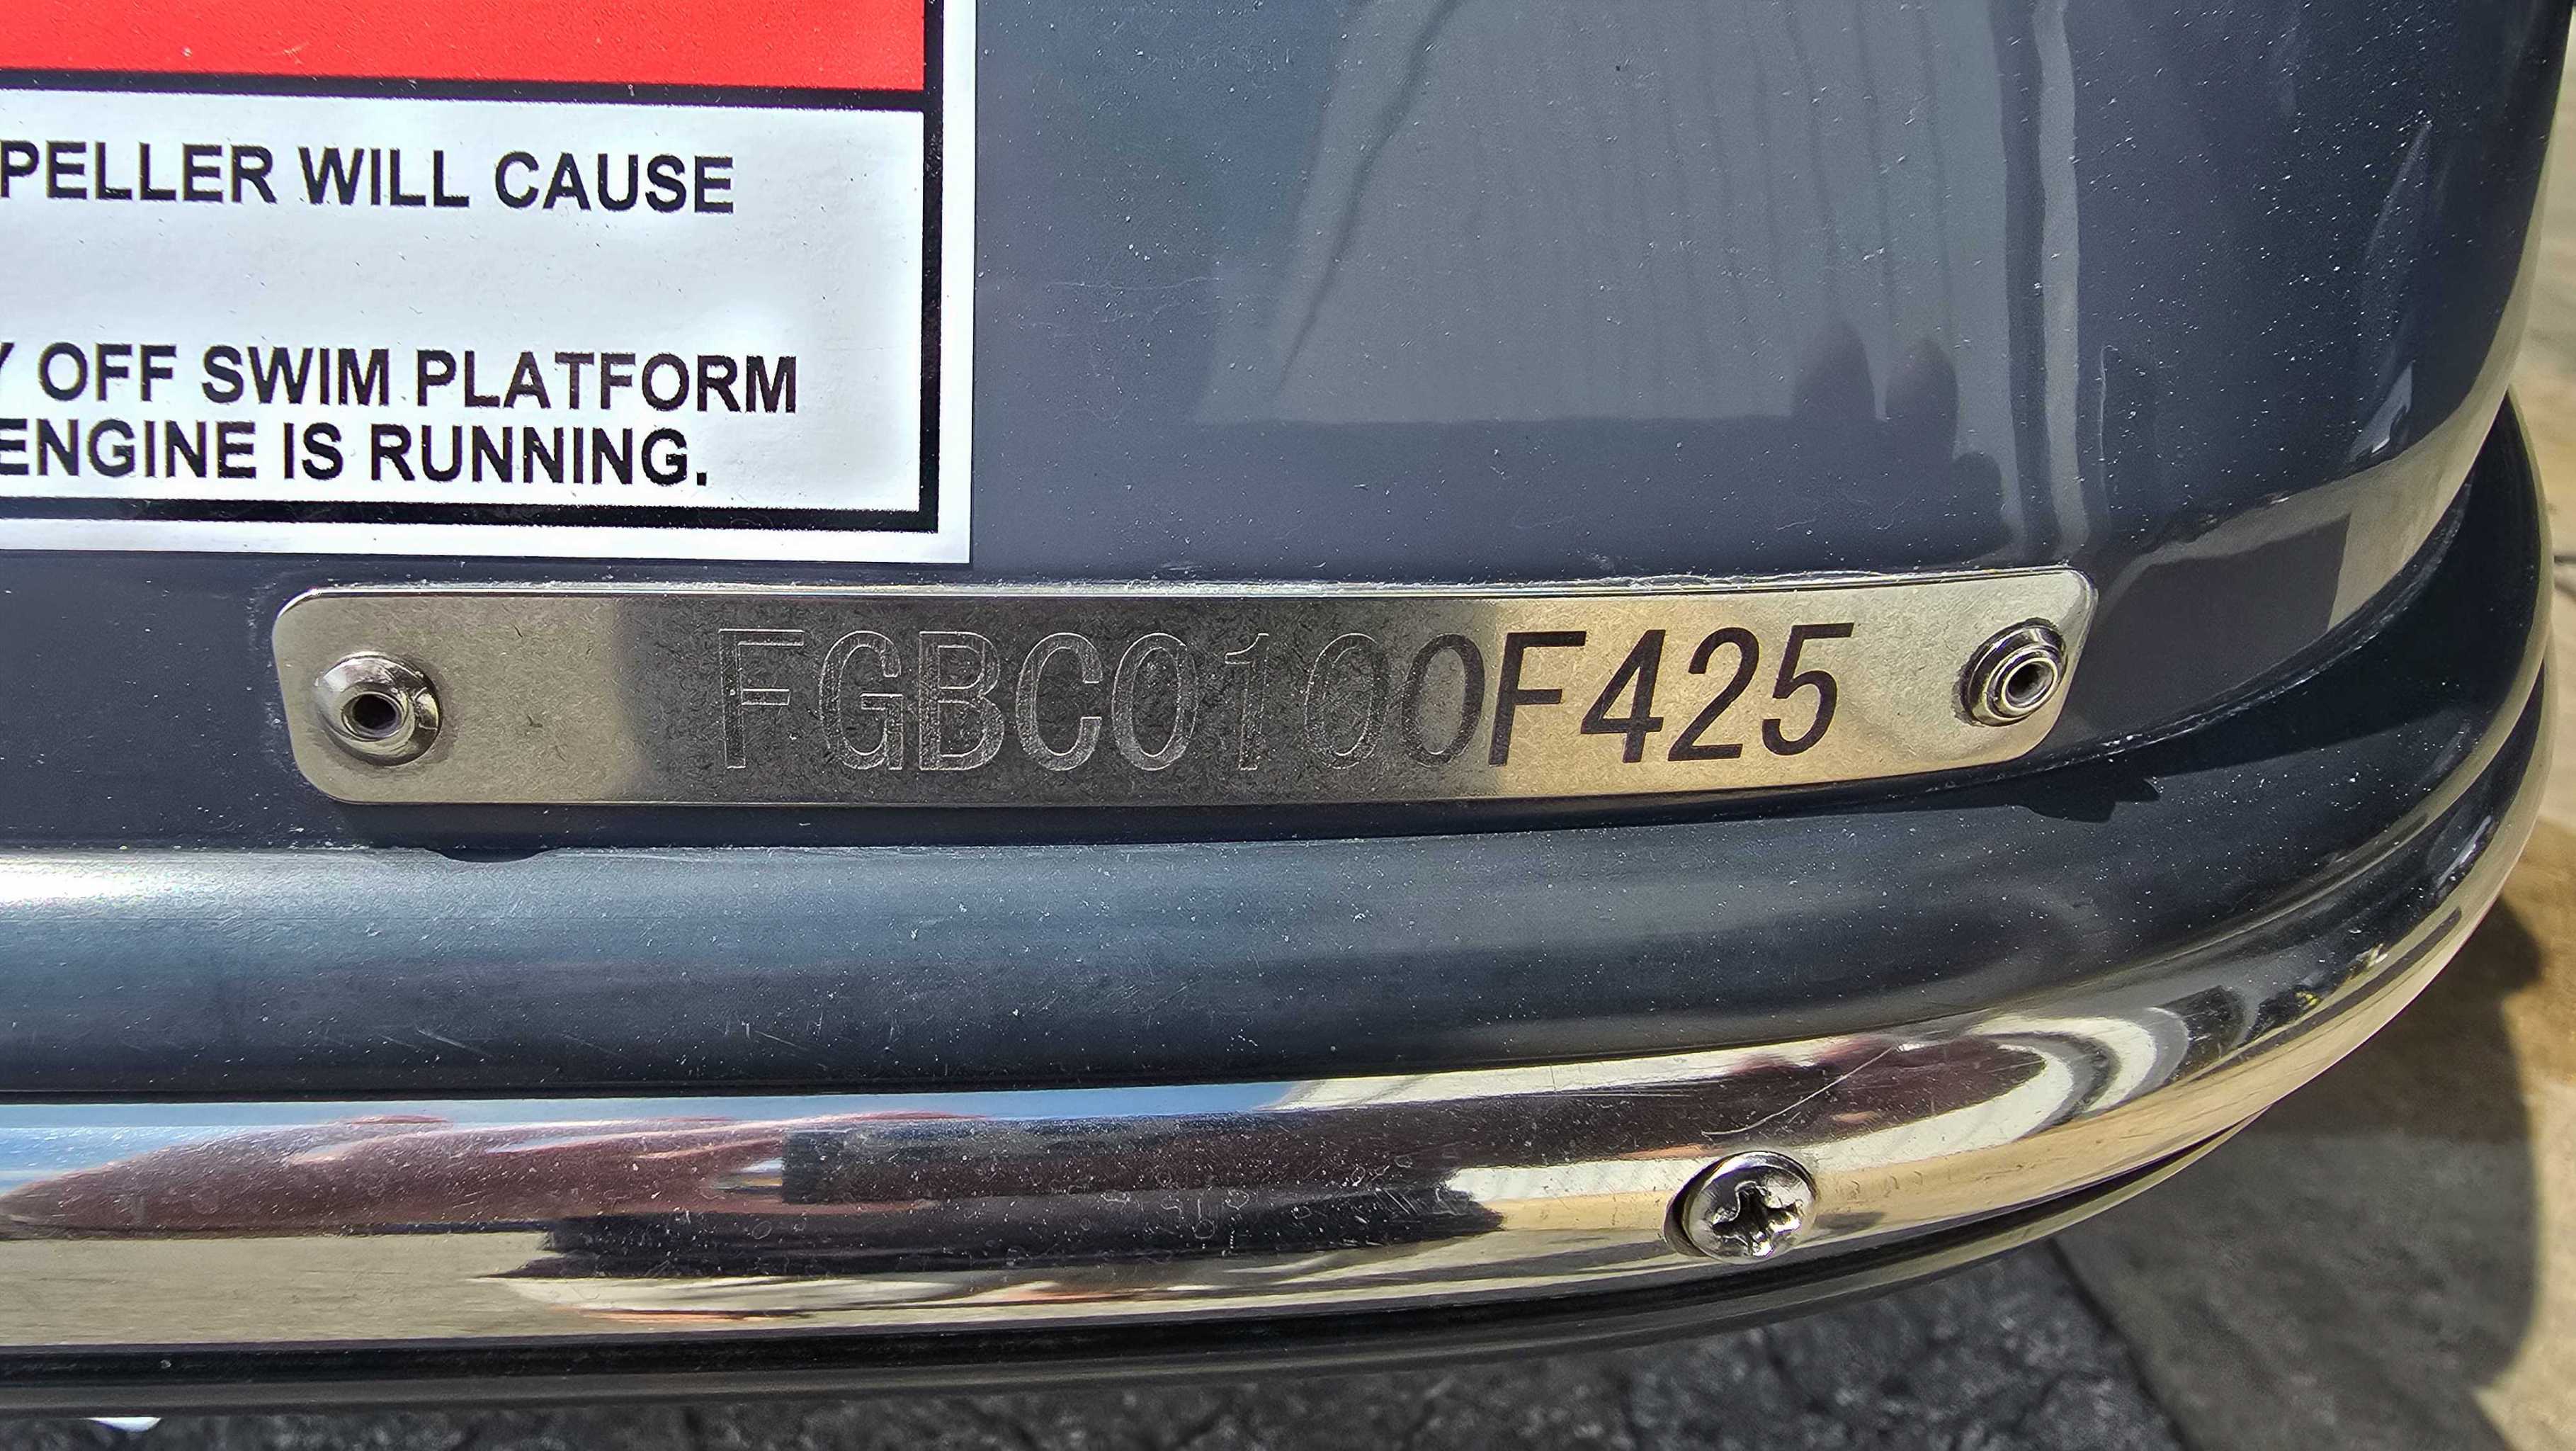 PELLER WILL CAUSE
Y OFF SWIM PLATFORM
ENGINE IS RUNNING.
FGBC0100F425